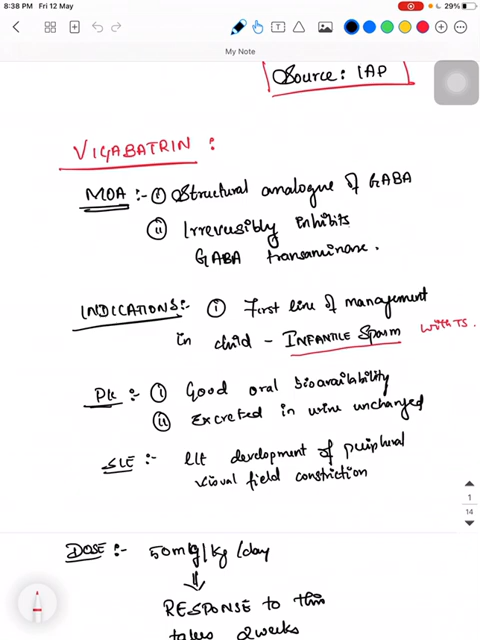 8:38 PM Fri 12 May
29%
My Note
Source: IAP
VIGABATRIN :
MOA :- (i) Structural analogue of GABA
(ii) Irreversibly inhibits
GABA transaminase.
INDICATIONS:- (i) First line of management
in child - INFANTILE Spasm with TS.
PK :- (i) Good oral bioavailability
(ii) Excreted in urine unchanged
S/E :- development of peripheral
visual field constriction
1
14
DOSE :- 50mg/kg/day
RESPONSE to this
takes 2weeks